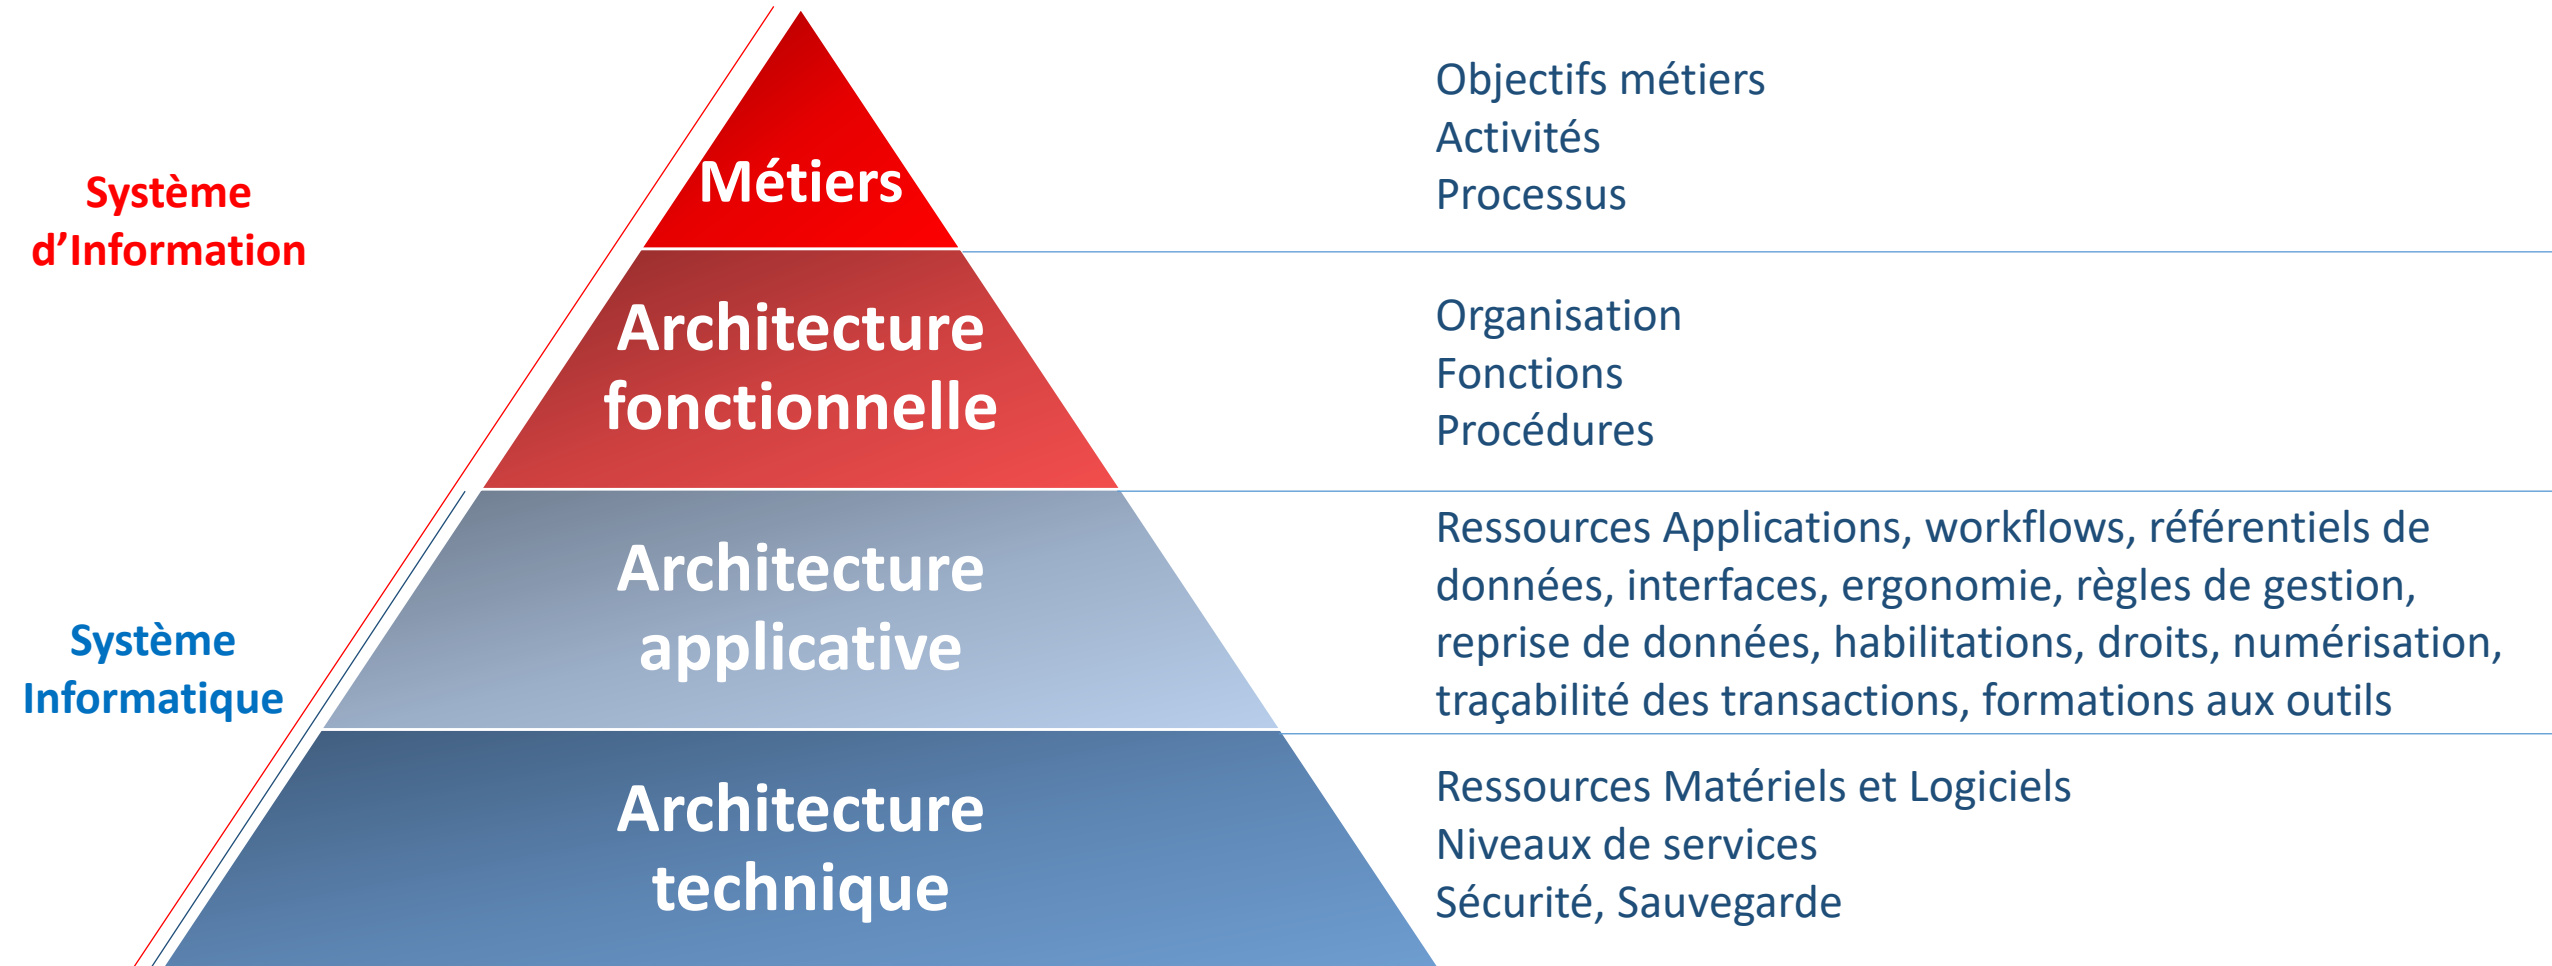 Système
d’Information
Métiers
Objectifs métiers
Activités
Processus
Architecture
fonctionnelle
Organisation
Fonctions
Procédures
Système
Informatique
Architecture
applicative
Ressources Applications, workflows, référentiels de
données, interfaces, ergonomie, règles de gestion,
reprise de données, habilitations, droits, numérisation,
traçabilité des transactions, formations aux outils
Architecture
technique
Ressources Matériels et Logiciels
Niveaux de services
Sécurité, Sauvegarde